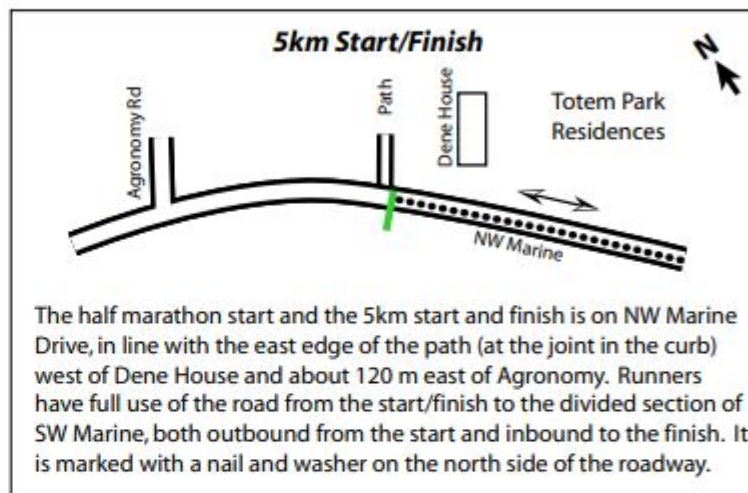 5km Start/Finish
N
Agronomy Rd
Path
Dene House
Totem Park
Residences
NW Marine
The half marathon start and the 5km start and finish is on NW Marine
Drive, in line with the east edge of the path (at the joint in the curb)
west of Dene House and about 120 m east of Agronomy. Runners
have full use of the road from the start/finish to the divided section of
SW Marine, both outbound from the start and inbound to the finish. It
is marked with a nail and washer on the north side of the roadway.